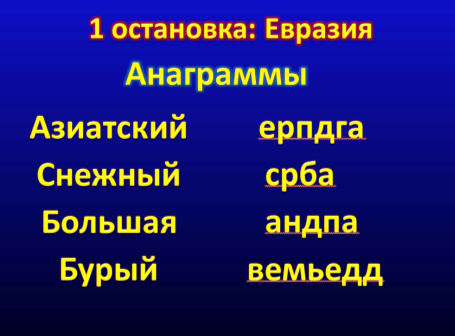 1 остановка: Евразия
Анаграммы
Азиатский ерпдга
Снежный срба
Большая андпа
Бурый вемьедд